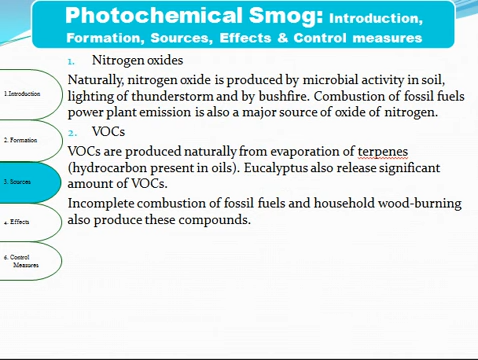 Photochemical Smog: Introduction,
Formation, Sources, Effects & Control measures
1. Nitrogen oxides
Naturally, nitrogen oxide is produced by microbial activity in soil,
lighting of thunderstorm and by bushfire. Combustion of fossil fuels
power plant emission is also a major source of oxide of nitrogen.
2. VOCs
VOCs are produced naturally from evaporation of terpenes
(hydrocarbon present in oils). Eucalyptus also release significant
amount of VOCs.
Incomplete combustion of fossil fuels and household wood-burning
also produce these compounds.
1.Introduction
2. Formation
3. Sources
4. Effects
6. Control
Measures